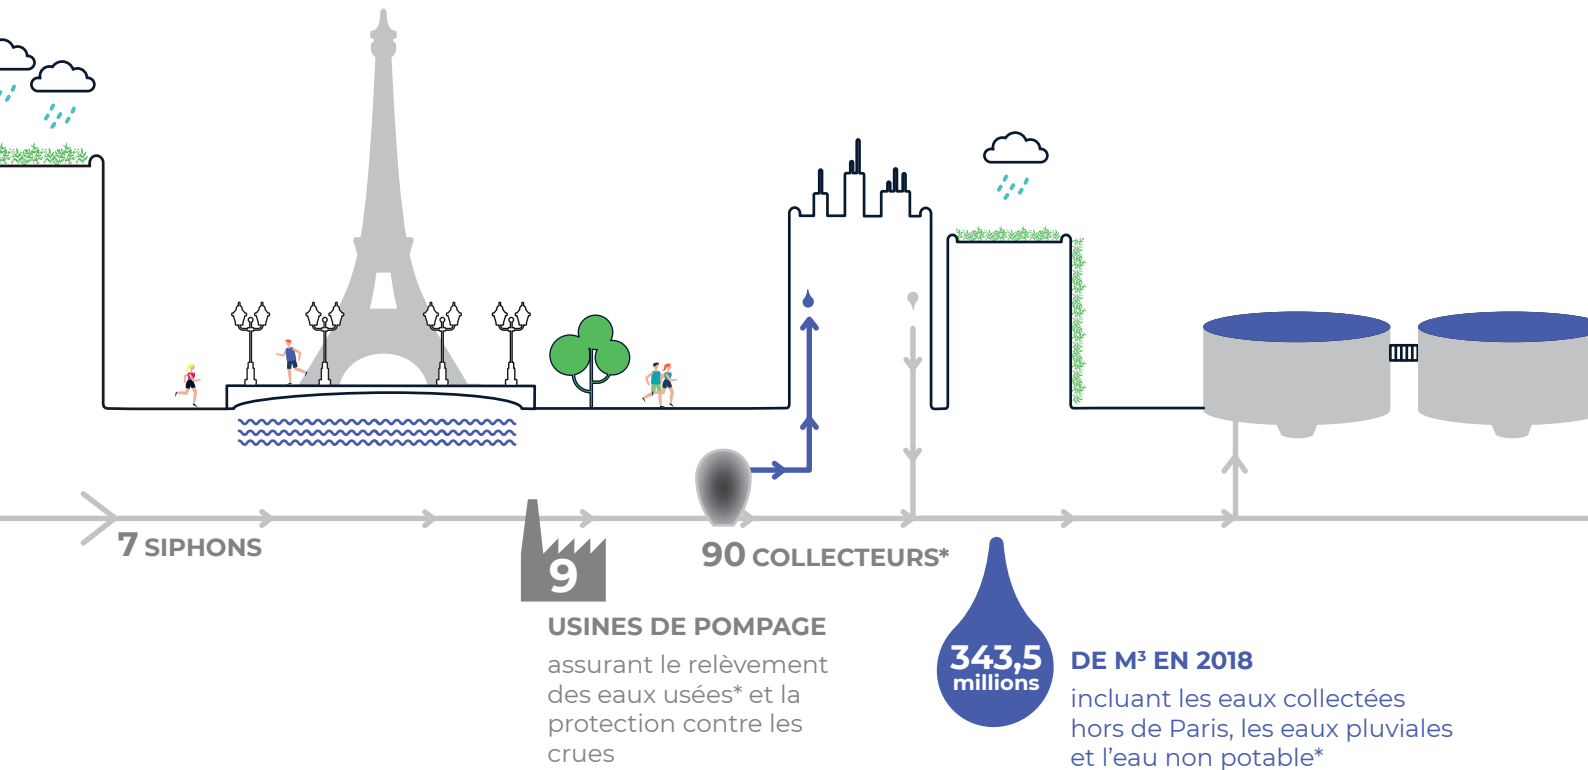 7 SIPHONS
9
USINES DE POMPAGE
assurant le relèvement
des eaux usées* et la
protection contre les
crues
90 COLLECTEURS*
343,5
millions
DE M³ EN 2018
incluant les eaux collectées
hors de Paris, les eaux pluviales
et l’eau non potable*